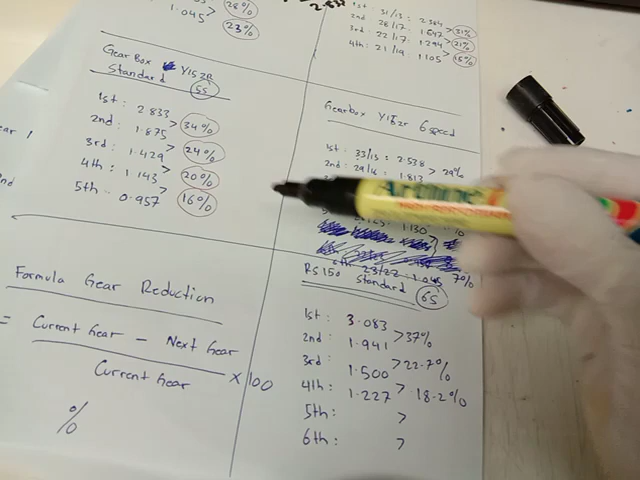 28%
1.045 > 23%
1st: 31/13: 2.384 > 31%
2nd: 28/17: 1.647 > 21%
3rd: 22/17: 1.294 > 15%
4th: 21/19: 1.105
Gear Box Y15ZR
Standard 5S
1st: 2.833 > 34%
2nd: 1.875 > 24%
3rd: 1.429 > 20%
4th: 1.143 > 16%
5th: 0.957
Gearbox Y15zr 6 speed
1st: 33/13: 2.538 > 29%
2nd: 29/16: 1.813
1.130
23/22: 1.045 7%
Formula Gear Reduction
= Current Gear - Next Gear
Current Gear × 100
%
RS150 Standard 6S
1st: 3.083 > 37%
2nd: 1.941 > 22.7%
3rd: 1.500 > 18.2%
4th: 1.227 >
5th: >
6th:
Artline